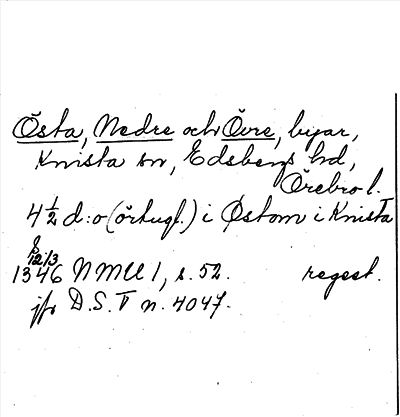 Östa, Nedre och Övre, byar,
Knista sn, Edsbergs hd,
Örebro l.
4½ d:o (örtugl.) i Østom i Knista
12/3
1346 NMU 1, s. 52. regest.
jfr D.S. V n. 4047.